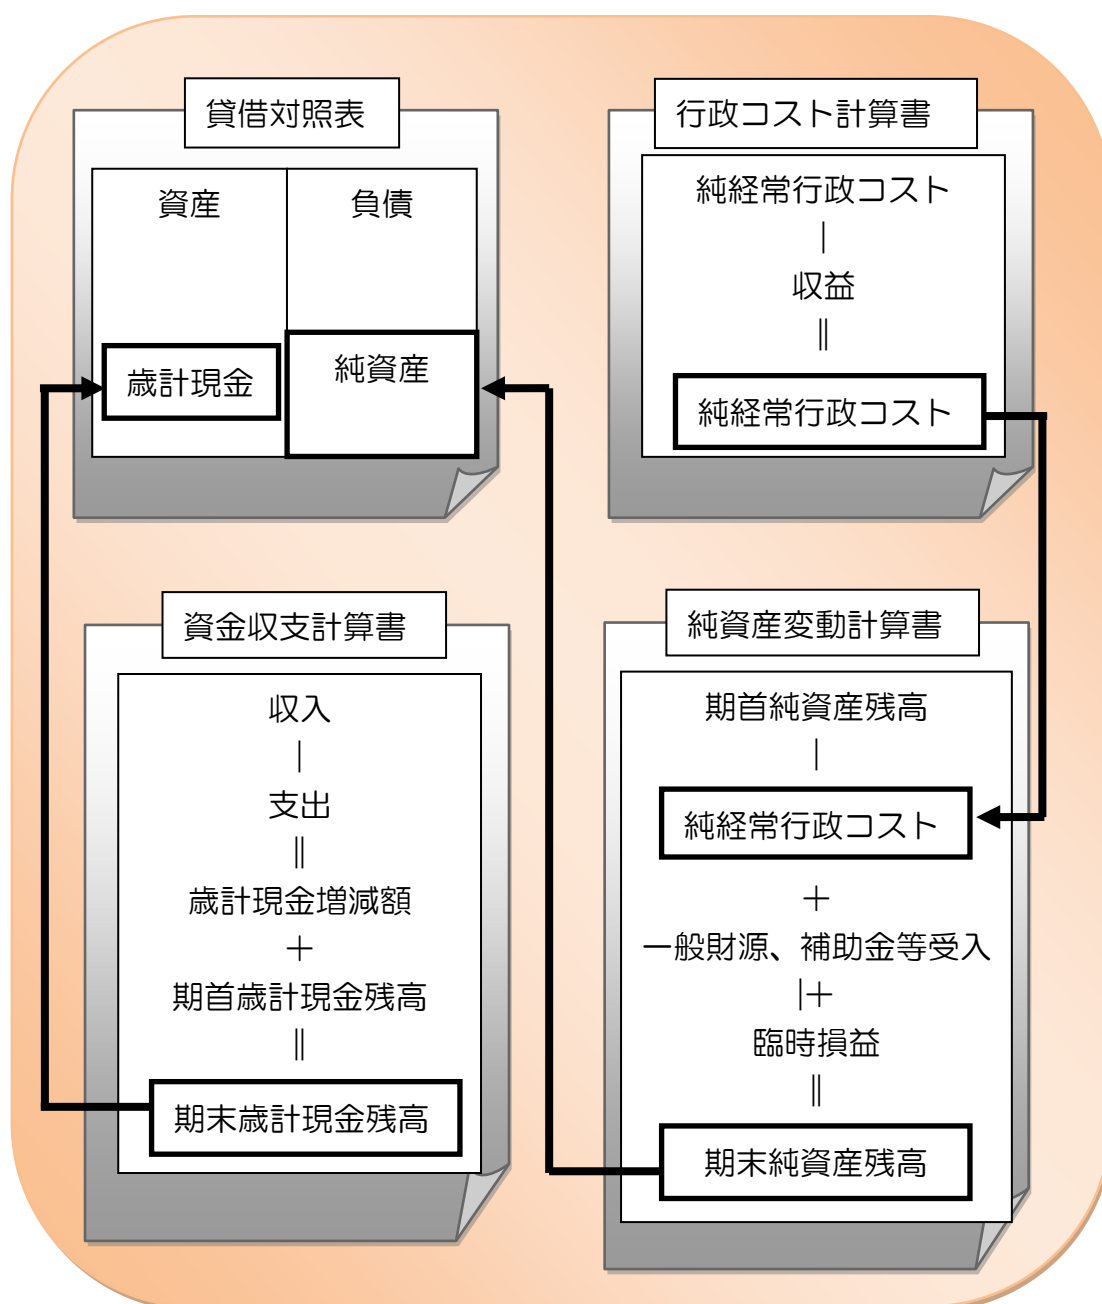 貸借対照表
資産
負債
歳計現金
純資産
行政コスト計算書
純経常行政コスト
|
収益
||
純経常行政コスト
資金収支計算書
収入
|
支出
||
歳計現金増減額
＋
期首歳計現金残高
||
期末歳計現金残高
純資産変動計算書
期首純資産残高
|
純経常行政コスト
＋
一般財源、補助金等受入
|＋
臨時損益
||
期末純資産残高